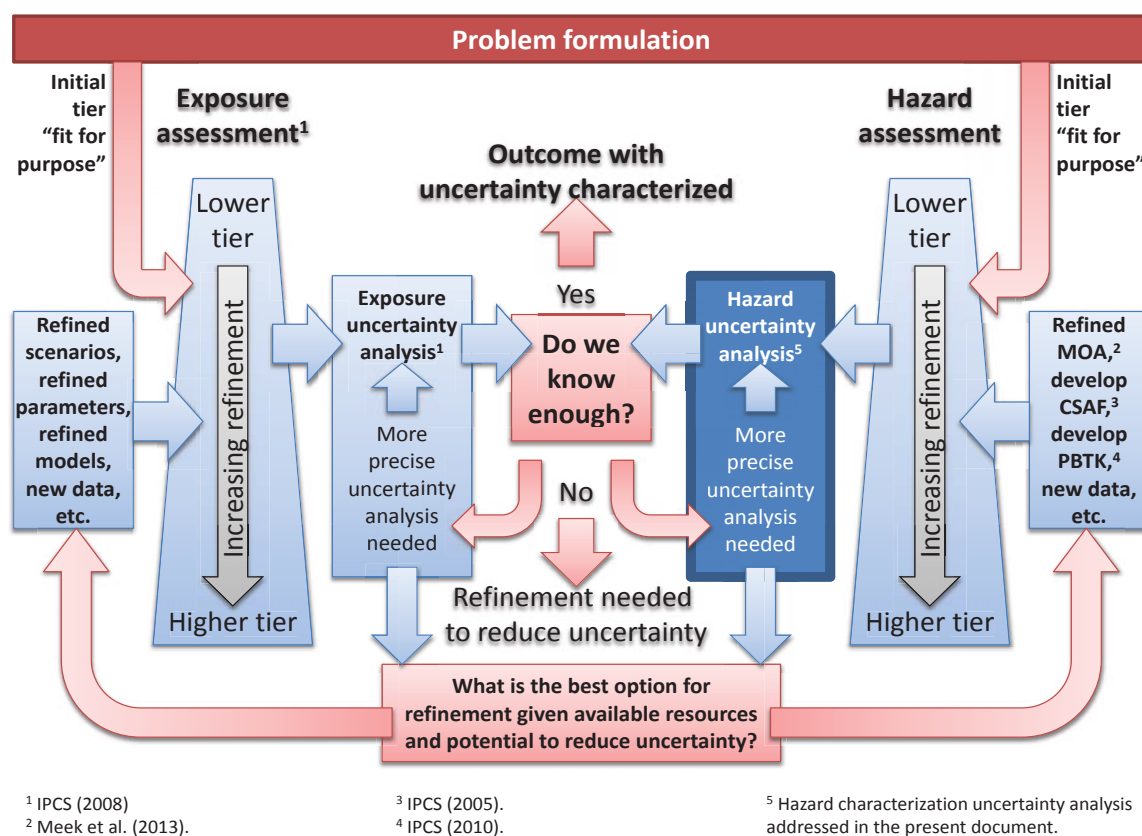 Problem formulation
Initial
tier
“fit for
purpose”
Exposure
assessment¹
Outcome with
uncertainty characterized
Hazard
assessment
Initial
tier
“fit for
purpose”
Lower
tier
Increasing refinement
Higher tier
Refined
scenarios,
refined
parameters,
refined
models,
new data,
etc.
Exposure
uncertainty
analysis¹
More
precise
uncertainty
analysis
needed
Yes
Do we
know
enough?
No
Refinement needed
to reduce uncertainty
Hazard
uncertainty
analysis⁵
More
precise
uncertainty
analysis
needed
Lower
tier
Increasing refinement
Higher tier
Refined
MOA,²
develop
CSAF,³
develop
PBTK,⁴
new data,
etc.
What is the best option for
refinement given available resources
and potential to reduce uncertainty?
¹ IPCS (2008)
² Meek et al. (2013).
³ IPCS (2005).
⁴ IPCS (2010).
⁵ Hazard characterization uncertainty analysis
addressed in the present document.